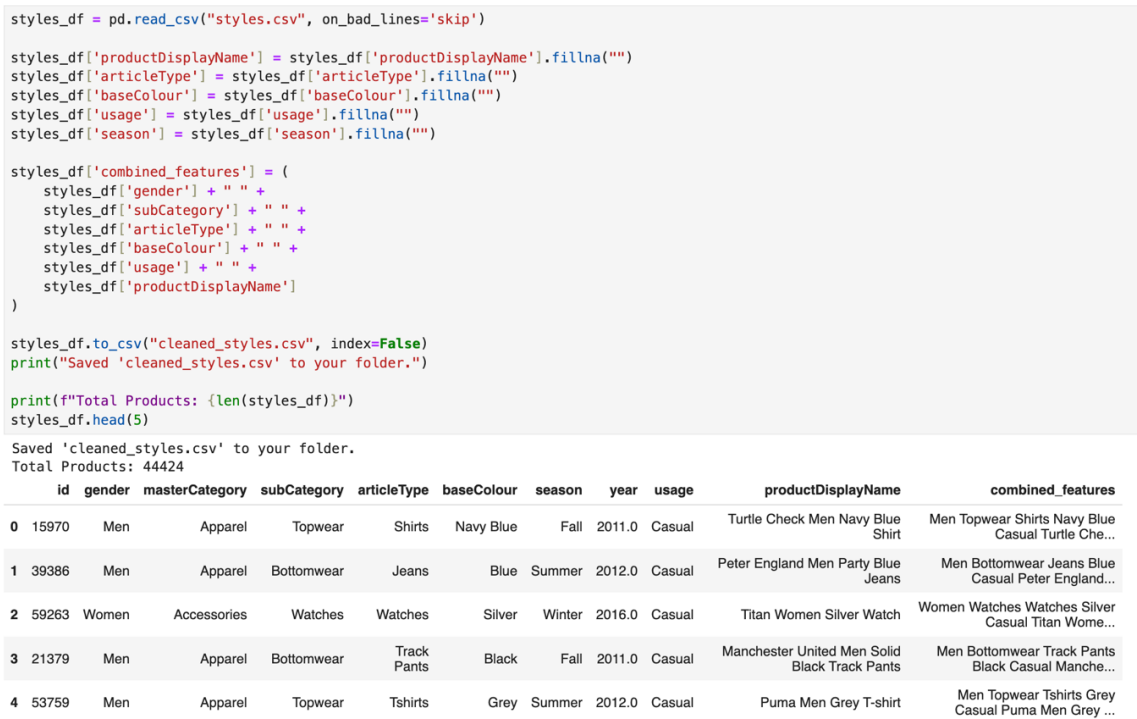 styles_df = pd.read_csv("styles.csv", on_bad_lines='skip')
styles_df['productDisplayName'] = styles_df['productDisplayName'].fillna("")
styles_df['articleType'] = styles_df['articleType'].fillna("")
styles_df['baseColour'] = styles_df['baseColour'].fillna("")
styles_df['usage'] = styles_df['usage'].fillna("")
styles_df['season'] = styles_df['season'].fillna("")
styles_df['combined_features'] = (
    styles_df['gender'] + " " +
    styles_df['subCategory'] + " " +
    styles_df['articleType'] + " " +
    styles_df['baseColour'] + " " +
    styles_df['usage'] + " " +
    styles_df['productDisplayName']
)
styles_df.to_csv("cleaned_styles.csv", index=False)
print("Saved 'cleaned_styles.csv' to your folder.")
print(f"Total Products: {len(styles_df)}")
styles_df.head(5)
Saved 'cleaned_styles.csv' to your folder.
Total Products: 44424
id gender masterCategory subCategory articleType baseColour season year usage productDisplayName combined_features
0 15970 Men Apparel Topwear Shirts Navy Blue Fall 2011.0 Casual Turtle Check Men Navy Blue Shirt Men Topwear Shirts Navy Blue Casual Turtle Che...
1 39386 Men Apparel Bottomwear Jeans Blue Summer 2012.0 Casual Peter England Men Party Blue Jeans Men Bottomwear Jeans Blue Casual Peter England...
2 59263 Women Accessories Watches Watches Silver Winter 2016.0 Casual Titan Women Silver Watch Women Watches Watches Silver Casual Titan Wome...
3 21379 Men Apparel Bottomwear Track Pants Black Fall 2011.0 Casual Manchester United Men Solid Black Track Pants Men Bottomwear Track Pants Black Casual Manche...
4 53759 Men Apparel Topwear Tshirts Grey Summer 2012.0 Casual Puma Men Grey T-shirt Men Topwear Tshirts Grey Casual Puma Men Grey ...